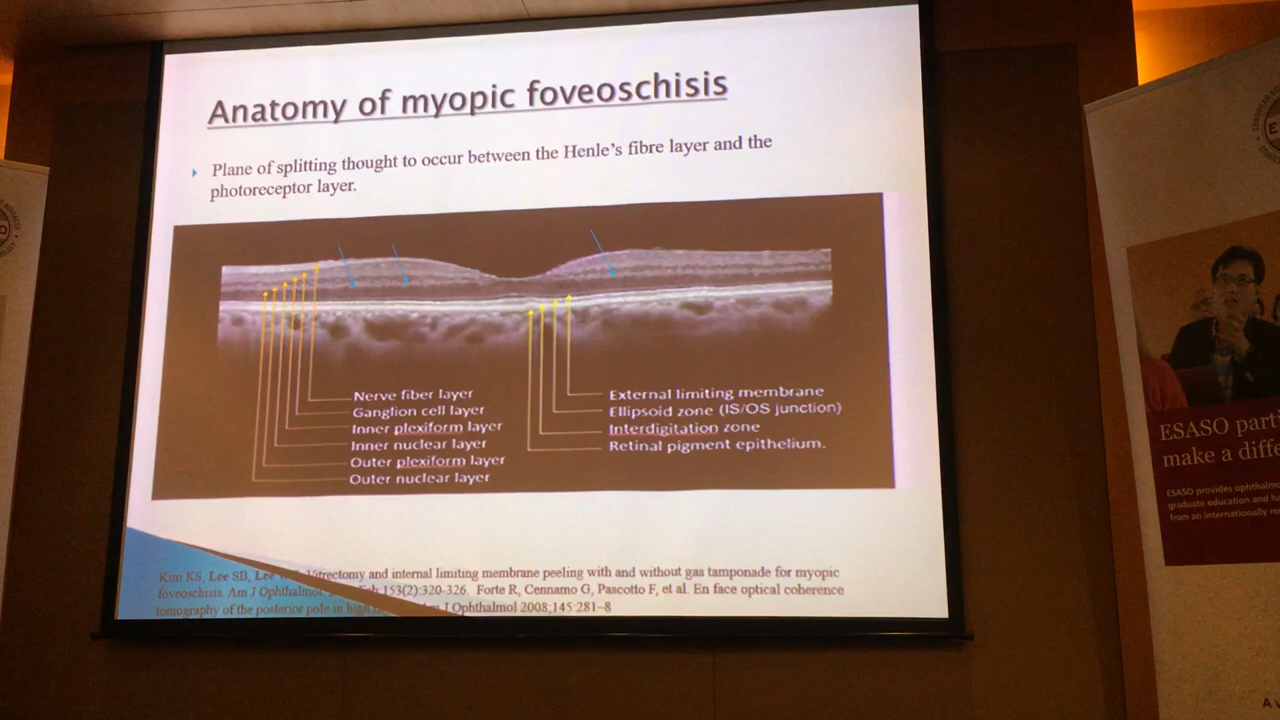 Anatomy of myopic foveoschisis
Plane of splitting thought to occur between the Henle's fibre layer and the
photoreceptor layer.
Nerve fiber layer
Ganglion cell layer
Inner plexiform layer
Inner nuclear layer
Outer plexiform layer
Outer nuclear layer
External limiting membrane
Ellipsoid zone (IS/OS junction)
Interdigitation zone
Retinal pigment epithelium.
Kim KS, Lee SB, Lee Vitrectomy and internal limiting membrane peeling with and without gas tamponade for myopic
foveoschisis. Am J Ophthalmol. 153(2):320-326. Forte R, Cennamo G, Pascotto F, et al. En face optical coherence
tomography of the posterior pole in high J Ophthalmol 2008;145:281–8
ESASO part
make a diffe
ESASO provides ophthalmo
graduate education and ha
from an internationally re